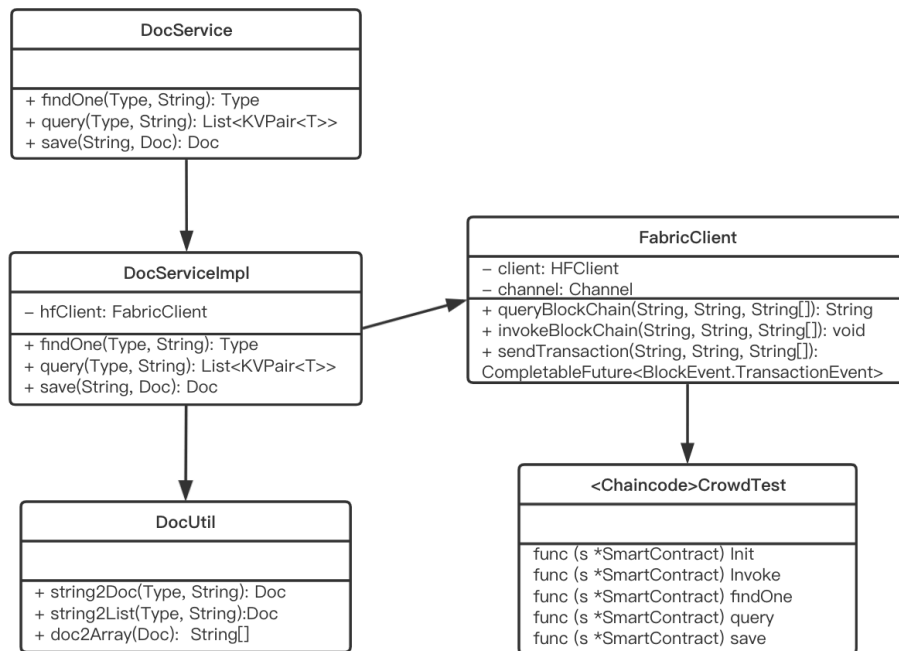 DocService
+ findOne(Type, String): Type
+ query(Type, String): List<KVPair<T>>
+ save(String, Doc): Doc
DocServiceImpl
– hfClient: FabricClient
+ findOne(Type, String): Type
+ query(Type, String): List<KVPair<T>>
+ save(String, Doc): Doc
FabricClient
– client: HFClient
– channel: Channel
+ queryBlockChain(String, String, String[]): String
+ invokeBlockChain(String, String, String[]): void
+ sendTransaction(String, String, String[]):
CompletableFuture<BlockEvent.TransactionEvent>
DocUtil
+ string2Doc(Type, String): Doc
+ string2List(Type, String):Doc
+ doc2Array(Doc): String[]
<Chaincode>CrowdTest
func (s *SmartContract) Init
func (s *SmartContract) Invoke
func (s *SmartContract) findOne
func (s *SmartContract) query
func (s *SmartContract) save